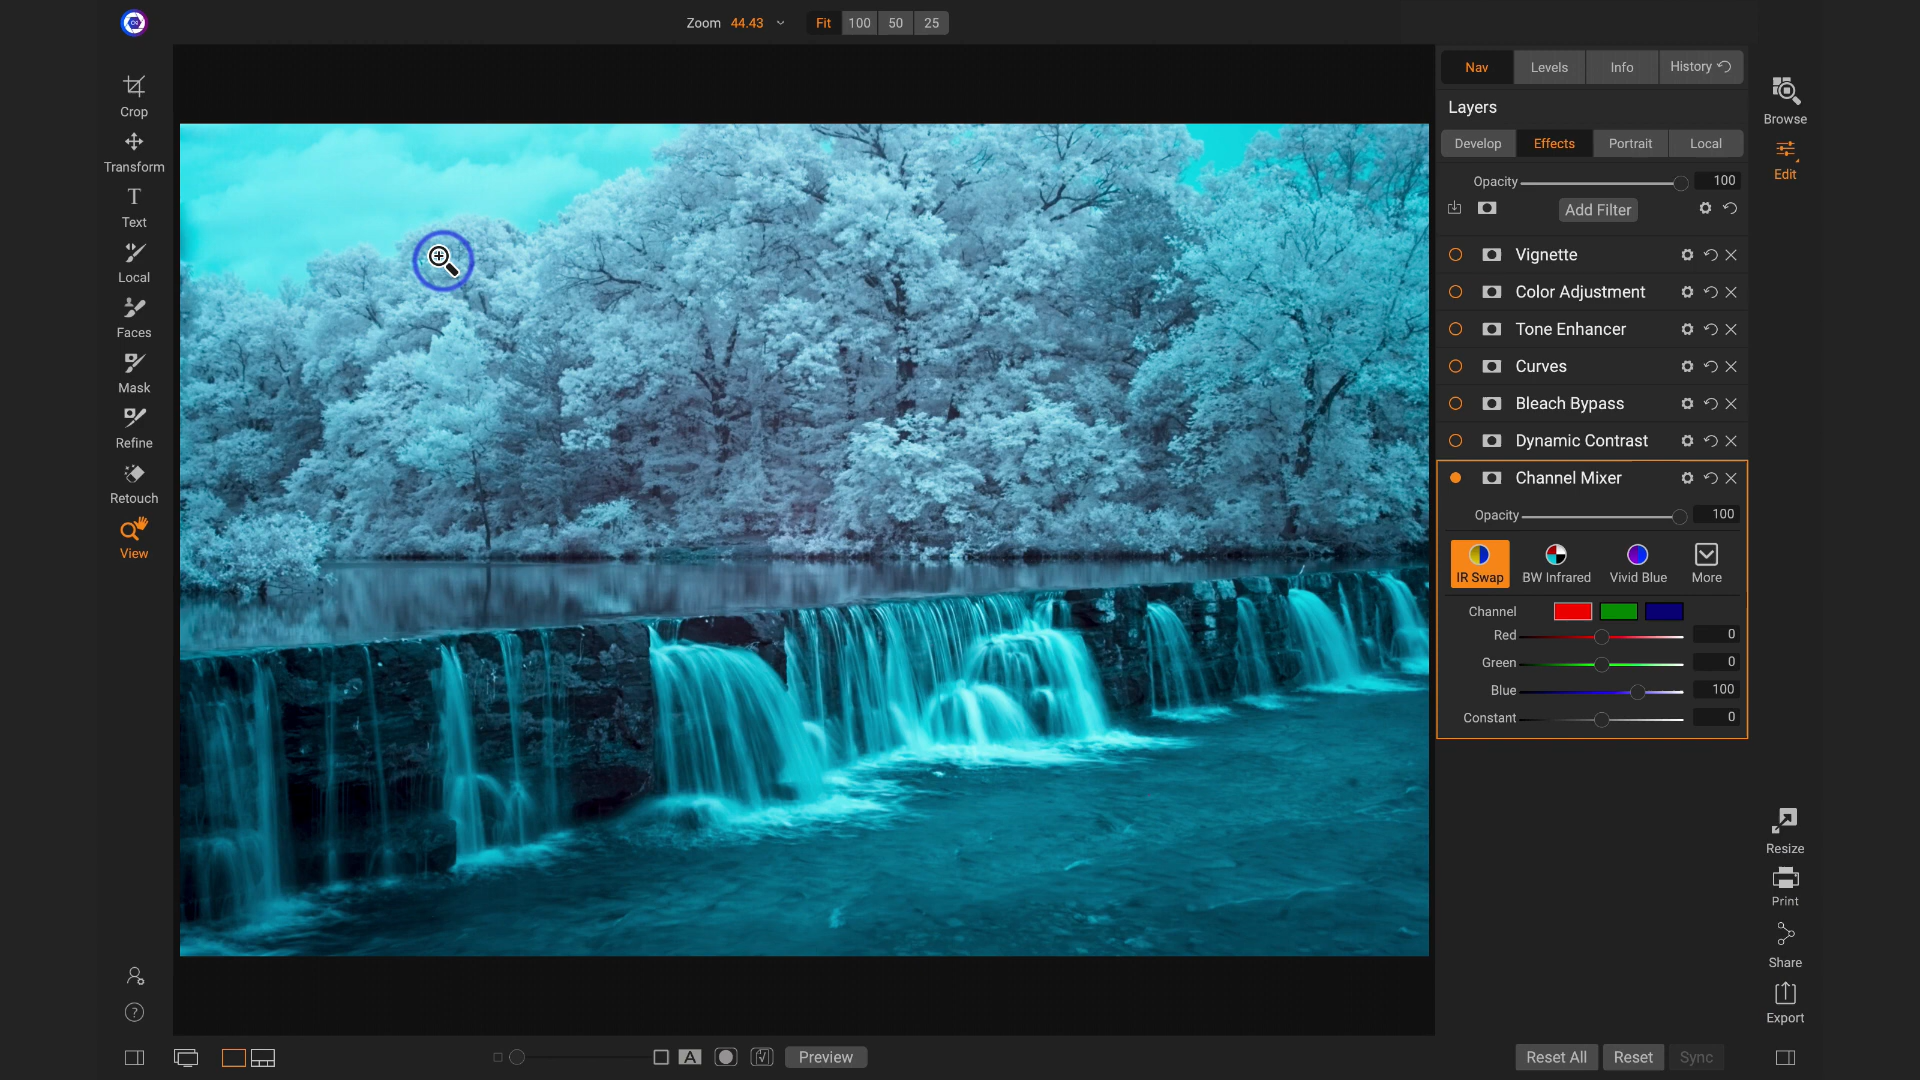 Zoom 44.43 Fit 100 50 25
Nav Levels Info History
Crop
Layers
Browse
Transform
Develop Effects Portrait Local
Edit
Opacity 100
Text
Add Filter
Vignette
Local
Color Adjustment
Faces
Tone Enhancer
Curves
Mask
Bleach Bypass
Refine
Dynamic Contrast
Channel Mixer
Retouch
Opacity 100
View
IR Swap BW Infrared Vivid Blue More
Channel
Red 0
Green 0
Blue 100
Constant 0
Resize
Print
Share
?
Export
A Preview
Reset All Reset Sync